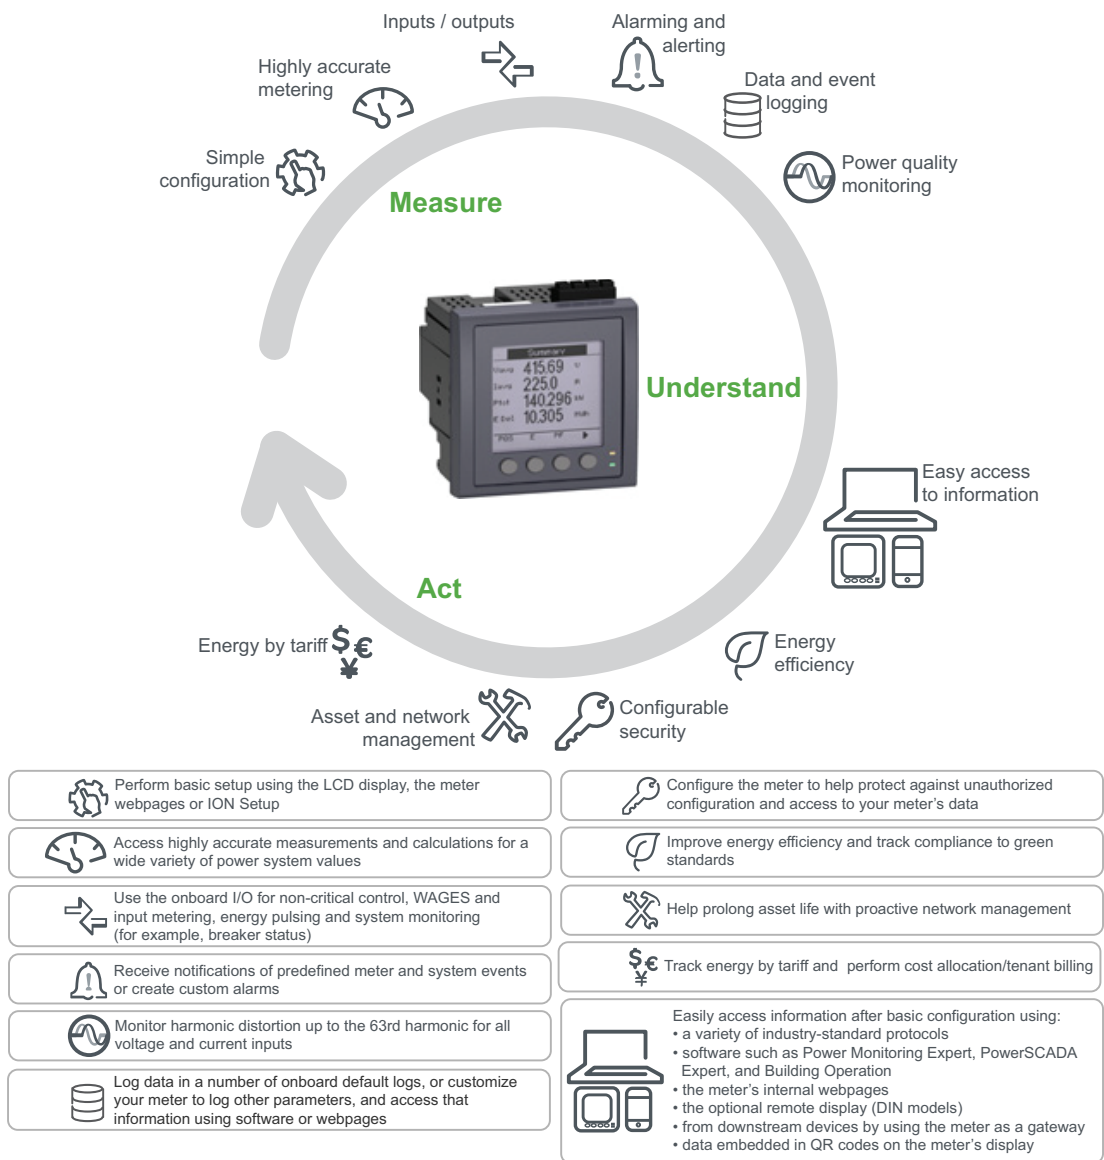 Inputs / outputs
Alarming and
alerting
Highly accurate
metering
Data and event
logging
Simple
configuration
Power quality
monitoring
Measure
Summary
415.69 V
225.0 A
140.296 kW
10.305
Understand
Easy access
to information
Act
Energy by tariff
Energy
efficiency
Asset and network
management
Configurable
security
Perform basic setup using the LCD display, the meter
webpages or ION Setup
Access highly accurate measurements and calculations for a
wide variety of power system values
Use the onboard I/O for non-critical control, WAGES and
input metering, energy pulsing and system monitoring
(for example, breaker status)
Receive notifications of predefined meter and system events
or create custom alarms
Monitor harmonic distortion up to the 63rd harmonic for all
voltage and current inputs
Log data in a number of onboard default logs, or customize
your meter to log other parameters, and access that
information using software or webpages
Configure the meter to help protect against unauthorized
configuration and access to your meter’s data
Improve energy efficiency and track compliance to green
standards
Help prolong asset life with proactive network management
Track energy by tariff and perform cost allocation/tenant billing
Easily access information after basic configuration using:
• a variety of industry-standard protocols
• software such as Power Monitoring Expert, PowerSCADA
Expert, and Building Operation
• the meter’s internal webpages
• the optional remote display (DIN models)
• from downstream devices by using the meter as a gateway
• data embedded in QR codes on the meter’s display